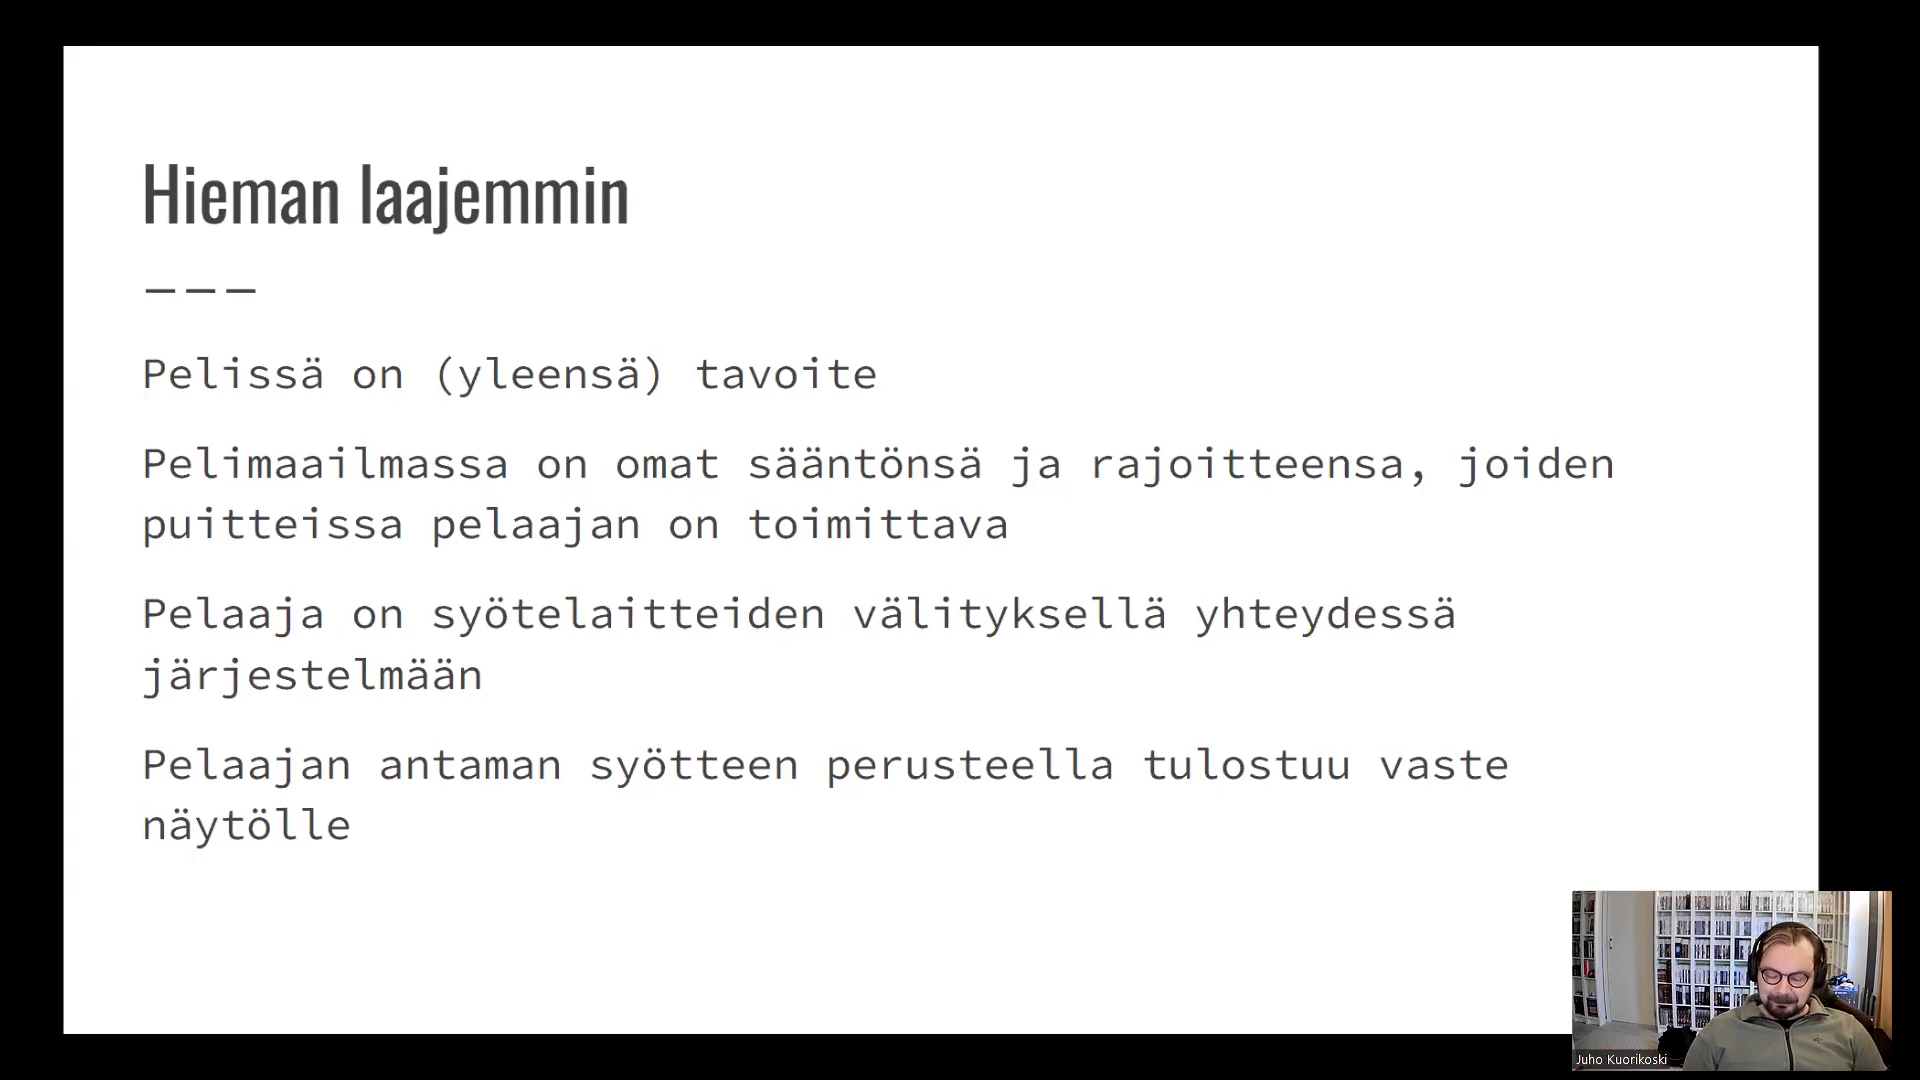 Hieman laajemmin
———
Pelissä on (yleensä) tavoite
Pelimaailmassa on omat sääntönsä ja rajoitteensa, joiden
puitteissa pelaajan on toimittava
Pelaaja on syötelaitteiden välityksellä yhteydessä
järjestelmään
Pelaajan antaman syötteen perusteella tulostuu vaste
näytölle
Juho Kuorikoski